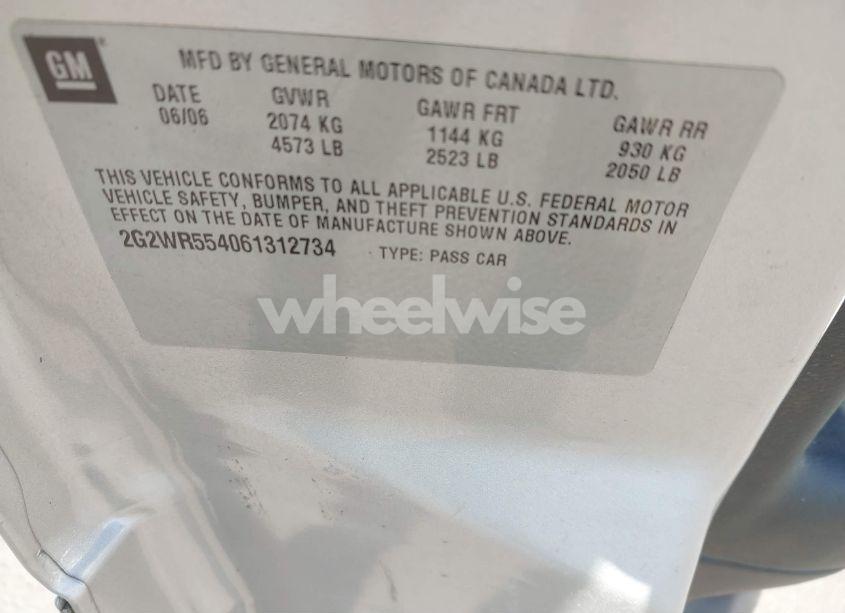 GM
MFD BY GENERAL MOTORS OF CANADA LTD.
DATE GVWR GAWR FRT GAWR RR
06/06 2074 KG 1144 KG 930 KG
4573 LB 2523 LB 2050 LB
THIS VEHICLE CONFORMS TO ALL APPLICABLE U.S. FEDERAL MOTOR
VEHICLE SAFETY, BUMPER, AND THEFT PREVENTION STANDARDS IN
EFFECT ON THE DATE OF MANUFACTURE SHOWN ABOVE.
2G2WR554061312734 TYPE: PASS CAR
wheelwise